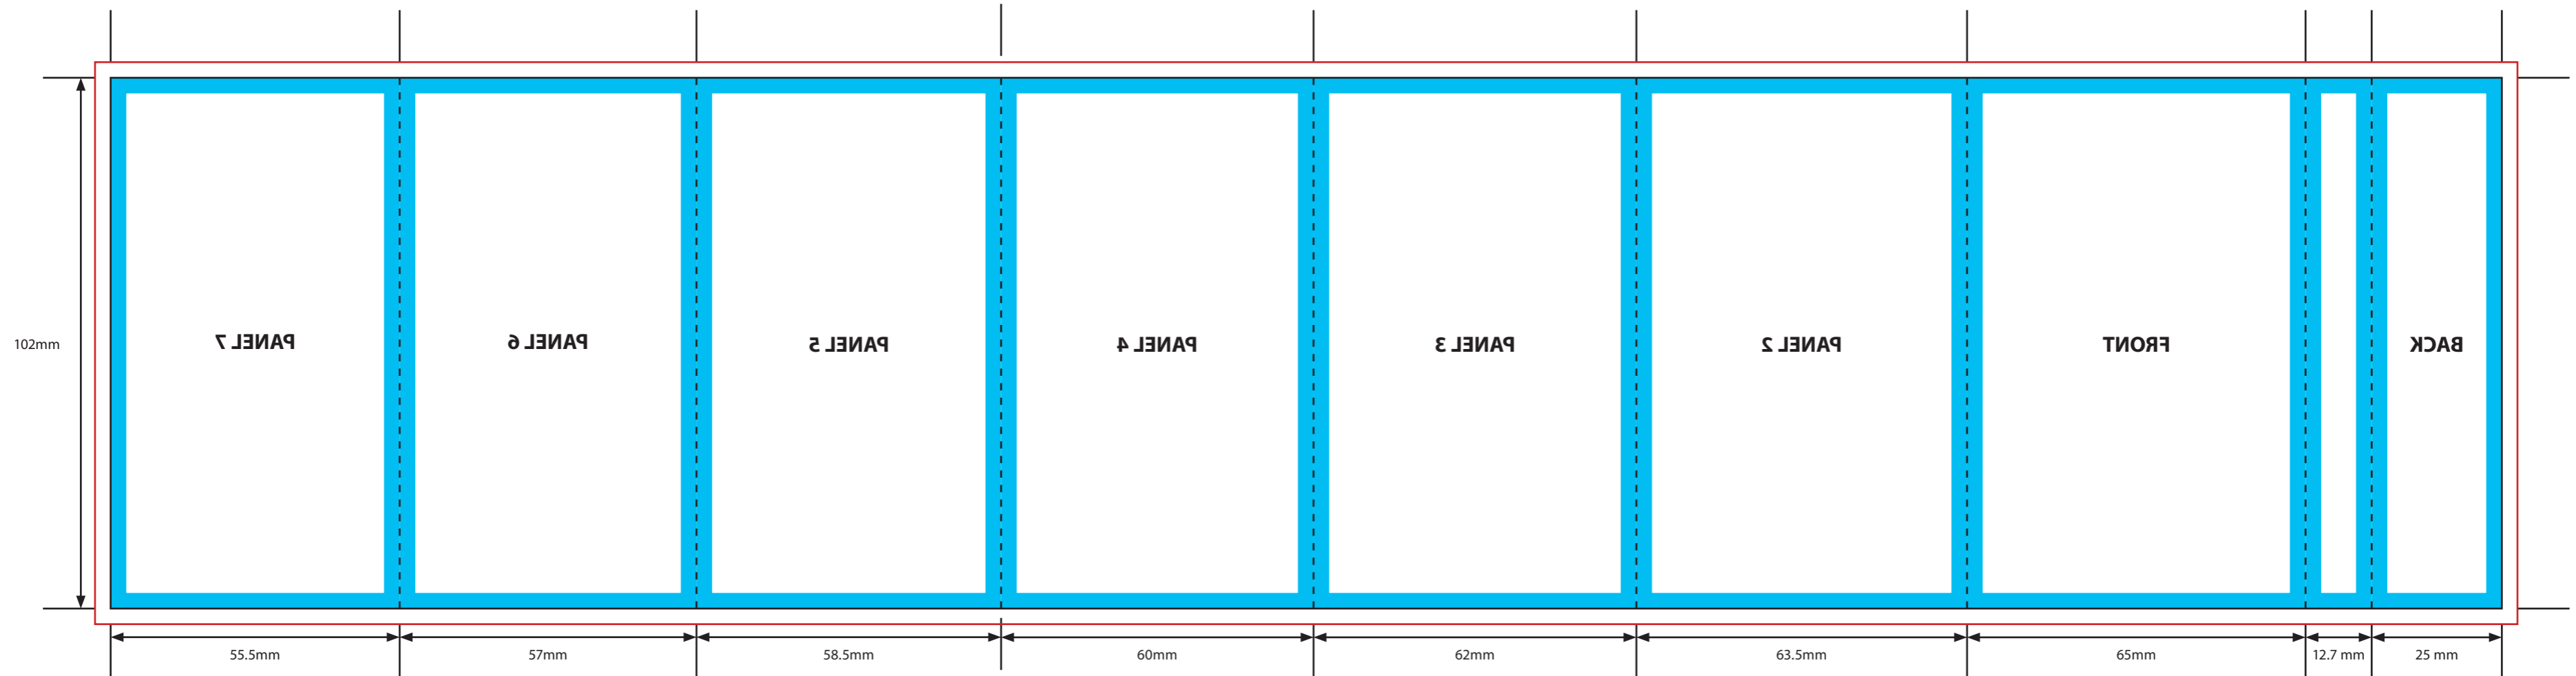 PANEL 7
PANEL 6
PANEL 5
PANEL 4
PANEL 3
PANEL 2
FRONT
BACK
102mm
55.5mm
57mm
58.5mm
60mm
62mm
63.5mm
65mm
12.7 mm
25 mm